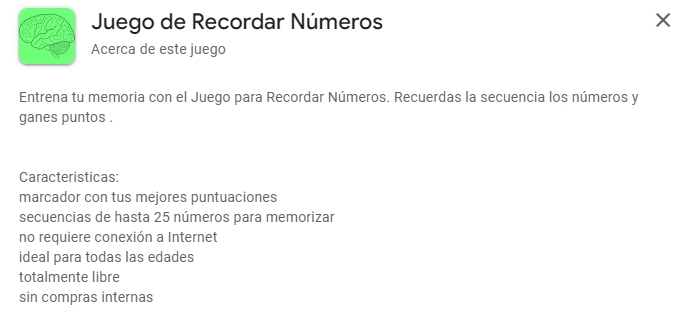 Juego de Recordar Números
Acerca de este juego
Entrena tu memoria con el Juego para Recordar Números. Recuerdas la secuencia los números y
ganes puntos .
Caracteristicas:
marcador con tus mejores puntuaciones
secuencias de hasta 25 números para memorizar
no requiere conexión a Internet
ideal para todas las edades
totalmente libre
sin compras internas